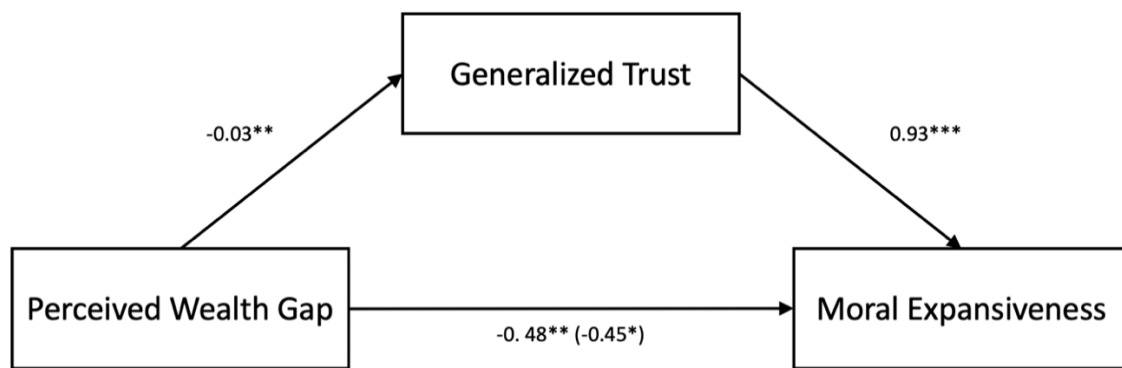 Generalized Trust
-0.03**
0.93***
Perceived Wealth Gap
-0. 48** (-0.45*)
Moral Expansiveness